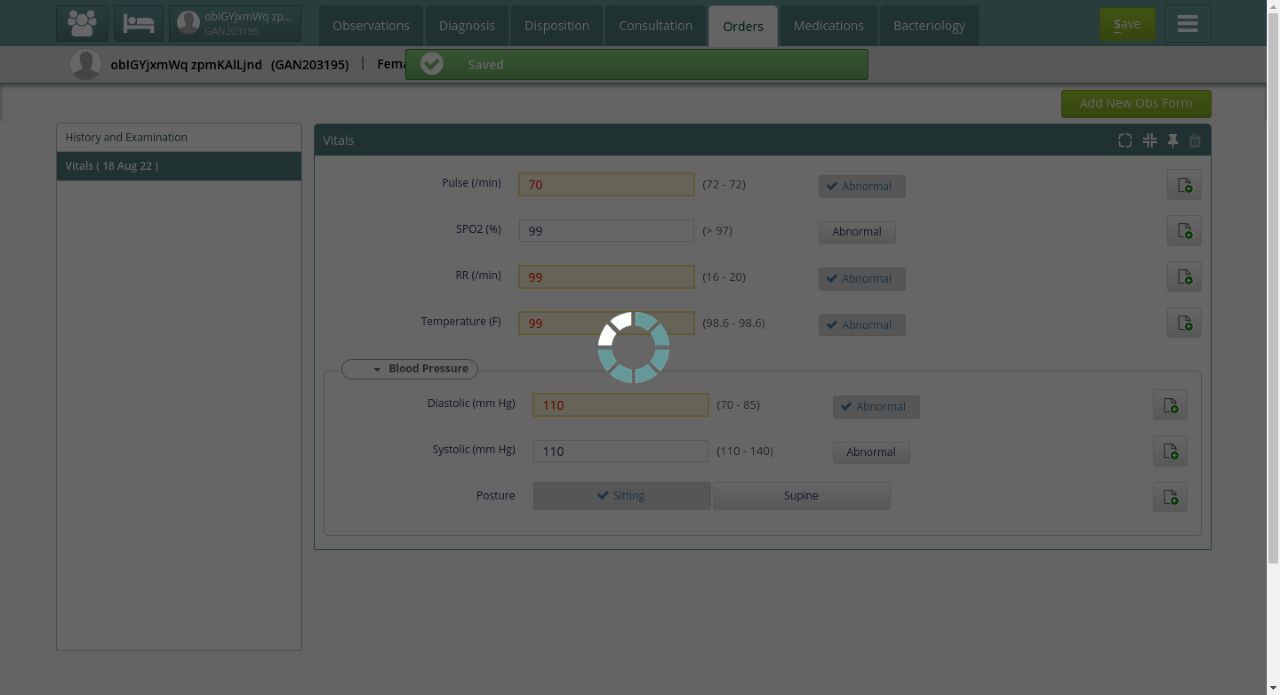 obIGYjxmWq zp...
GAN203195
Observations
Diagnosis
Disposition
Consultation
Orders
Medications
Bacteriology
Save
obIGYjxmWq zpmKAlLjnd (GAN203195) |
Saved
Add New Obs Form
History and Examination
Vitals ( 18 Aug 22 )
Vitals
Pulse (/min) 70 (72 - 72) Abnormal
SPO2 (%) 99 (> 97) Abnormal
RR (/min) 99 (16 - 20) Abnormal
Temperature (F) 99 (98.6 - 98.6) Abnormal
Blood Pressure
Diastolic (mm Hg) 110 (70 - 85) Abnormal
Systolic (mm Hg) 110 (110 - 140) Abnormal
Posture Sitting Supine